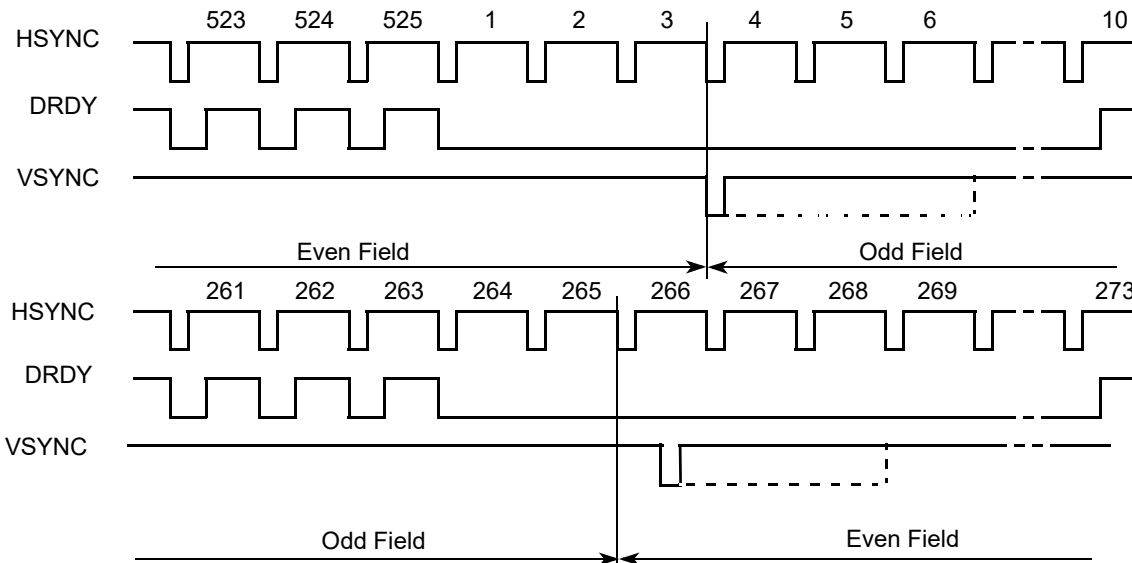 523 524 525 1 2 3 4 5 6 10
HSYNC
DRDY
VSYNC
Even Field Odd Field
261 262 263 264 265 266 267 268 269 273
HSYNC
DRDY
VSYNC
Odd Field Even Field